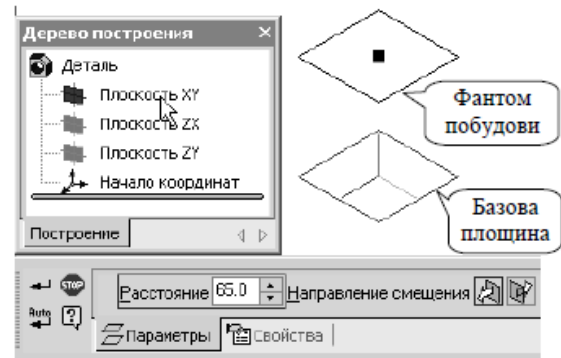 Дерево построения
Деталь
Плоскость XY
Плоскость ZX
Плоскость ZY
Начало координат
Построение
Фантом
побудови
Базова
площина
STOP
Расстояние 65.0 Направление смещения
Auto
Параметры Свойства